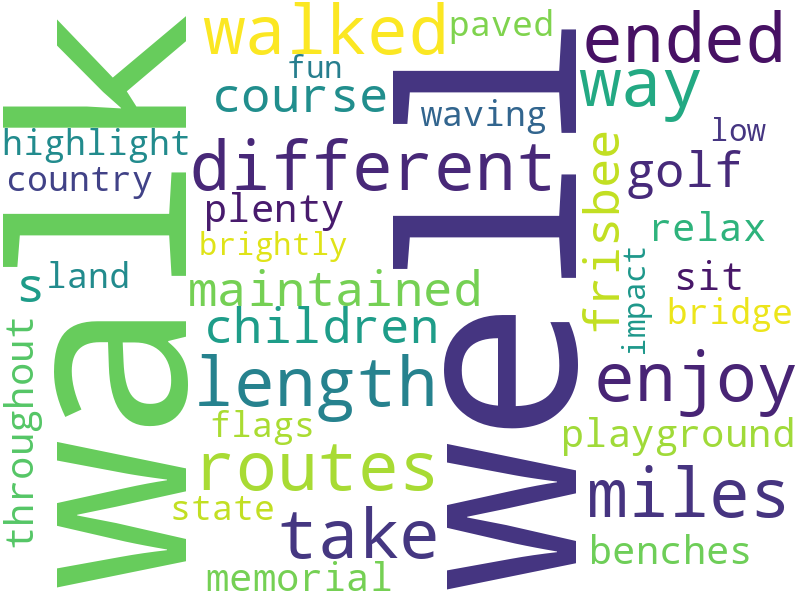 walk
well
walked
paved
ended
fun
course
way
waving
highlight
low
different
country
golf
frisbee
plenty
brightly
relax
s
land
maintained
sit
impact
bridge
children
throughout
length
enjoy
flags
playground
routes
miles
state
take
benches
memorial